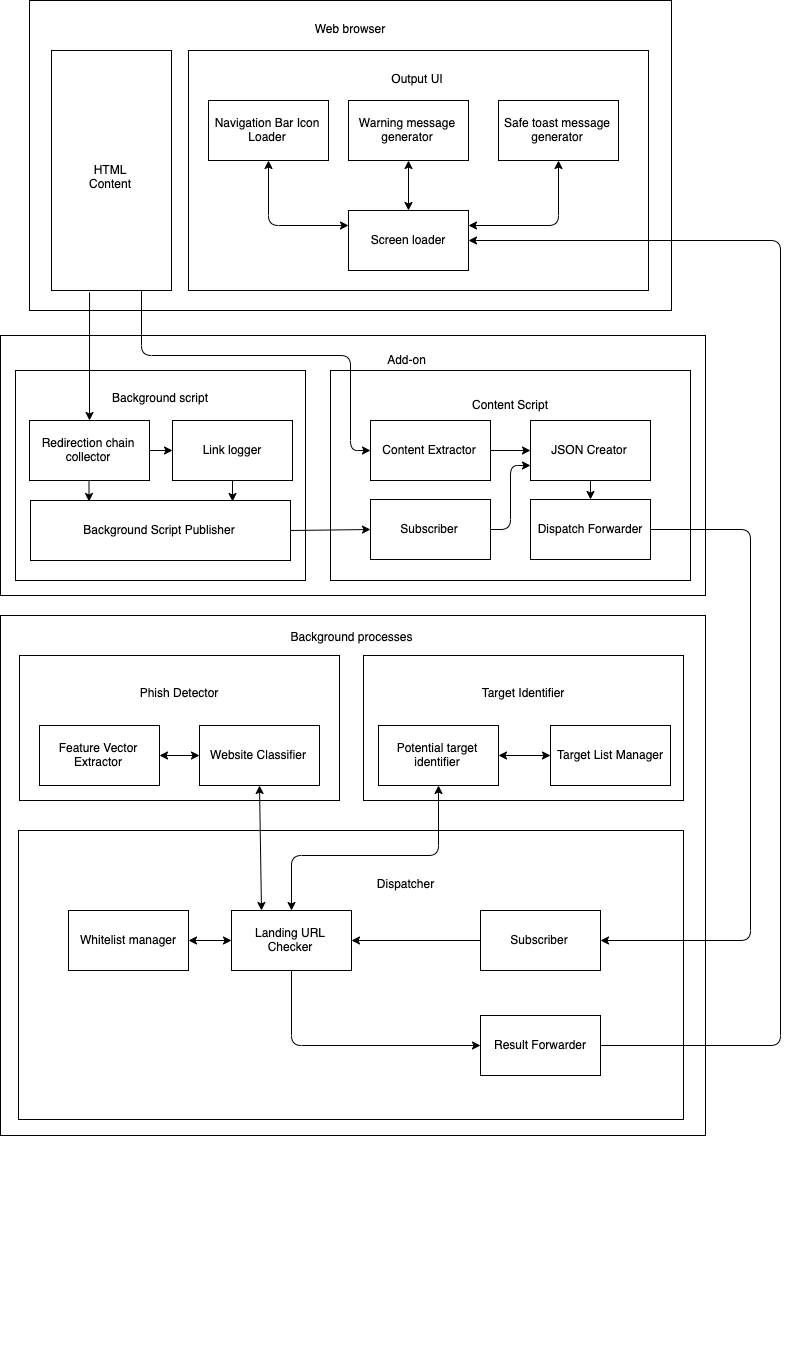 Web browser
HTML
Content
Output UI
Navigation Bar Icon
Loader
Warning message
generator
Safe toast message
generator
Screen loader
Add-on
Background script
Redirection chain
collector
Link logger
Background Script Publisher
Content Script
Content Extractor
JSON Creator
Subscriber
Dispatch Forwarder
Background processes
Phish Detector
Feature Vector
Extractor
Website Classifier
Target Identifier
Potential target
identifier
Target List Manager
Dispatcher
Whitelist manager
Landing URL
Checker
Subscriber
Result Forwarder